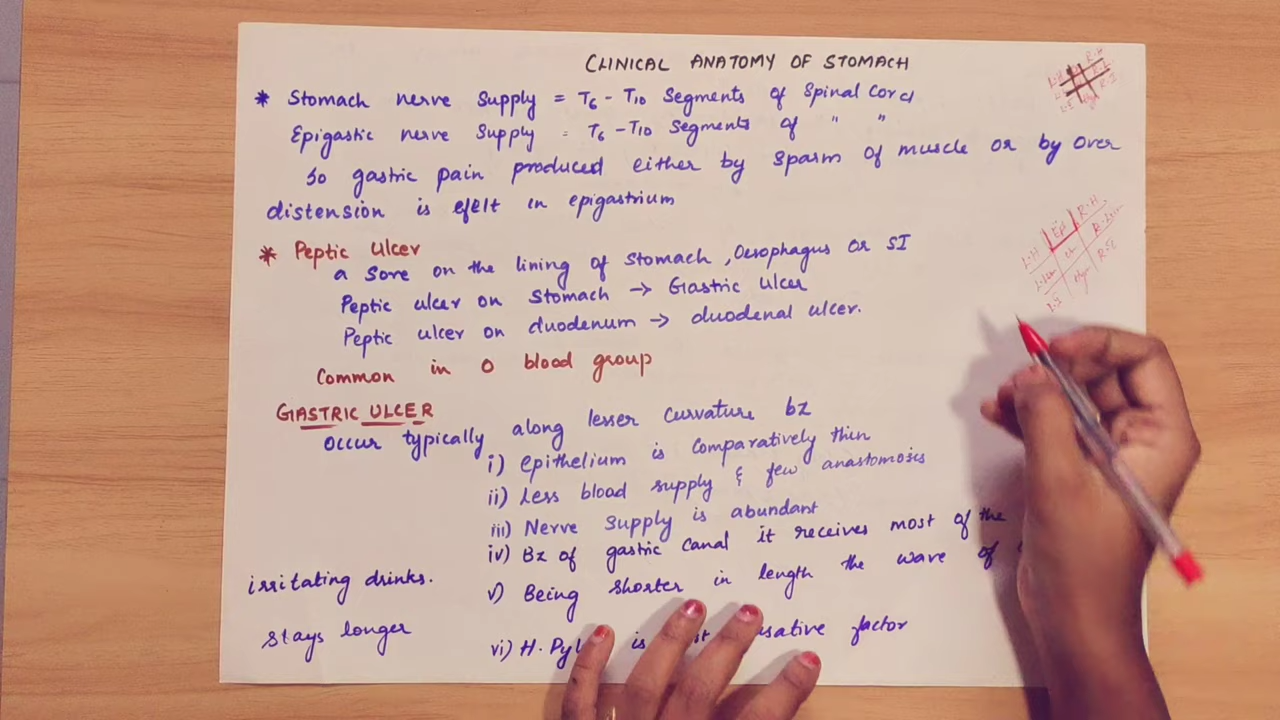 CLINICAL ANATOMY OF STOMACH
* Stomach nerve supply = T6 - T10 segments of spinal cord
Epigastic nerve supply = T6 - T10 segments of " "
So gastric pain produced either by sparm of muscle or by over
distension is efelt in epigastrium
* Peptic ulcer
a sore on the lining of stomach, Oesophagus or SI
Peptic ulcer on stomach → Gastric ulcer
Peptic ulcer on duodenum → duodenal ulcer.
Common in O blood group
GASTRIC ULCER
occur typically along lesser curvature bz
i) epithelium is comparatively thin
ii) Less blood supply & few anastomosis
iii) Nerve supply is abundant
iv) Bz of gastric canal it receives most of the
irritating drinks.
v) Being shorter in length the wave of
stays longer
vi) H. Pyl is factor
R.H
R.I
L.H Epi R.H
R.I
L.I